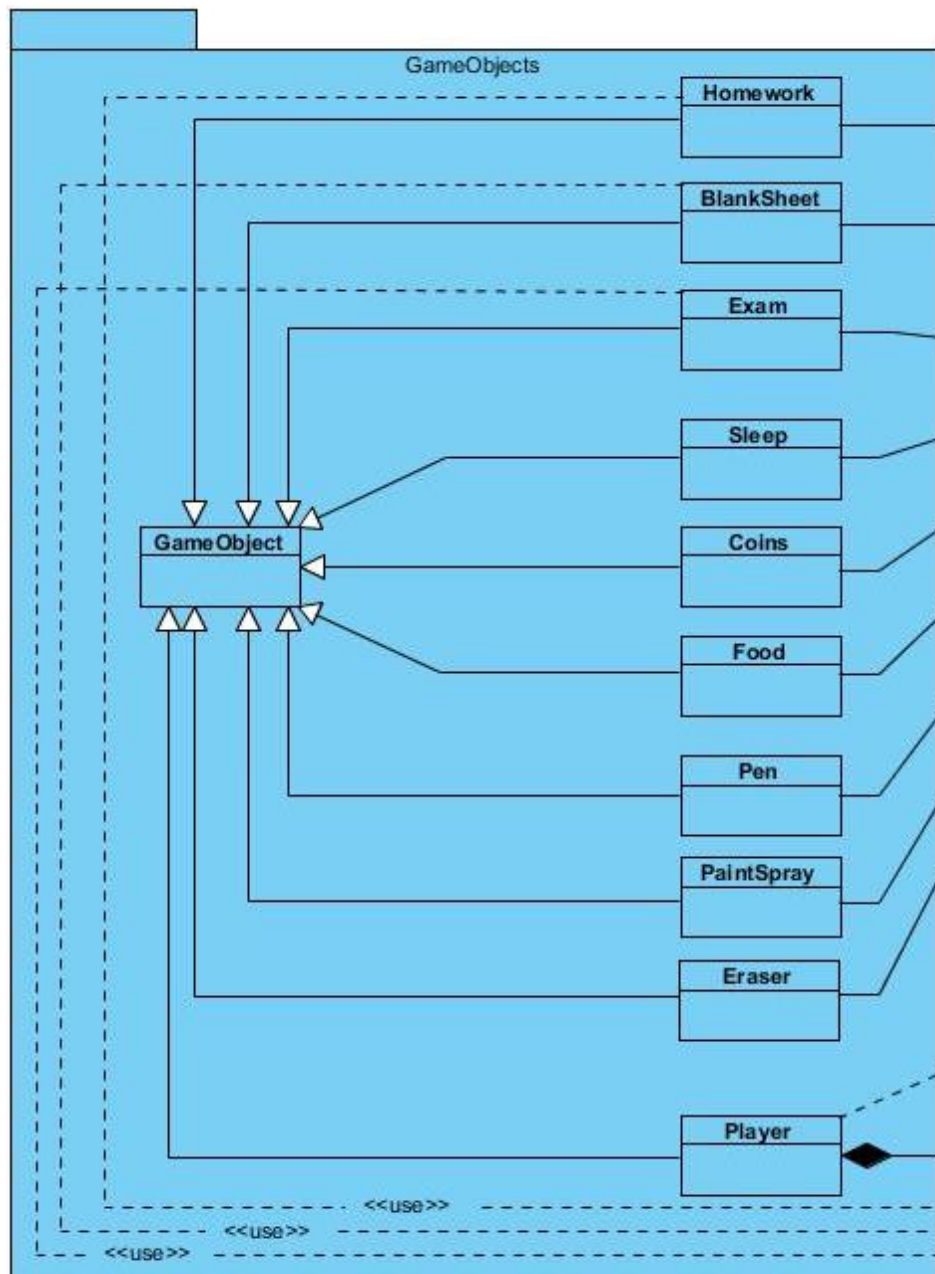 GameObjects
Homework
BlankSheet
Exam
Sleep
GameObject
Coins
Food
Pen
PaintSpray
Eraser
Player
<<use>>
<<use>>
<<use>>